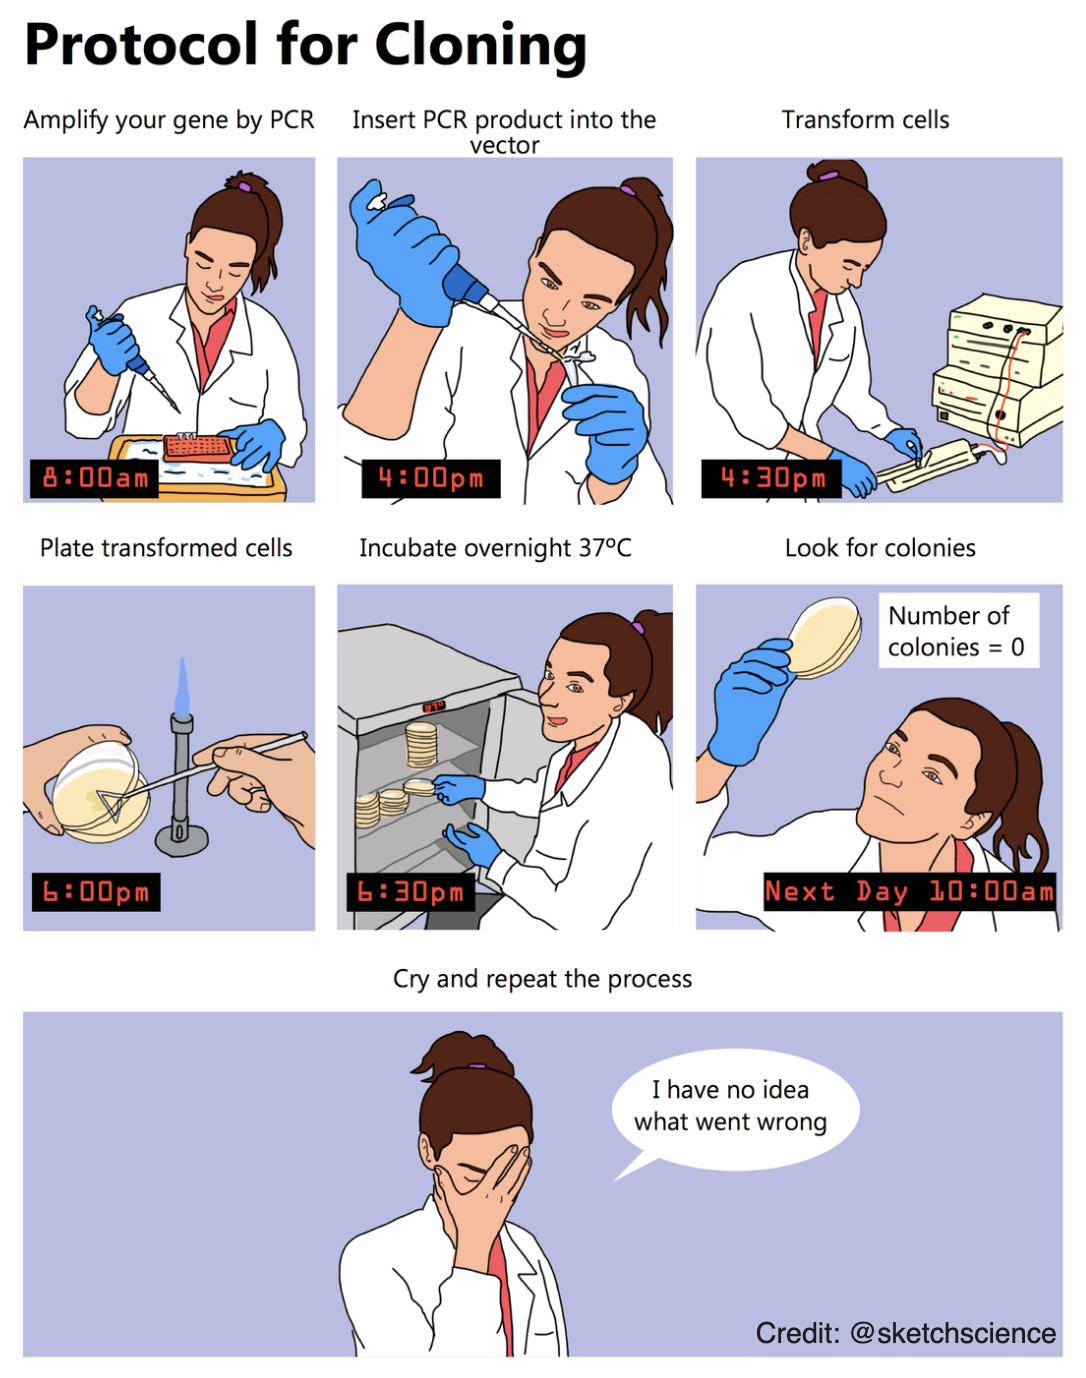 Protocol for Cloning
Amplify your gene by PCR
Insert PCR product into the
vector
Transform cells
8:00am
4:00pm
4:30pm
Plate transformed cells
Incubate overnight 37ºC
Look for colonies
Number of
colonies = 0
37°
6:00pm
6:30pm
Next Day 10:00am
Cry and repeat the process
I have no idea
what went wrong
Credit: @sketchscience